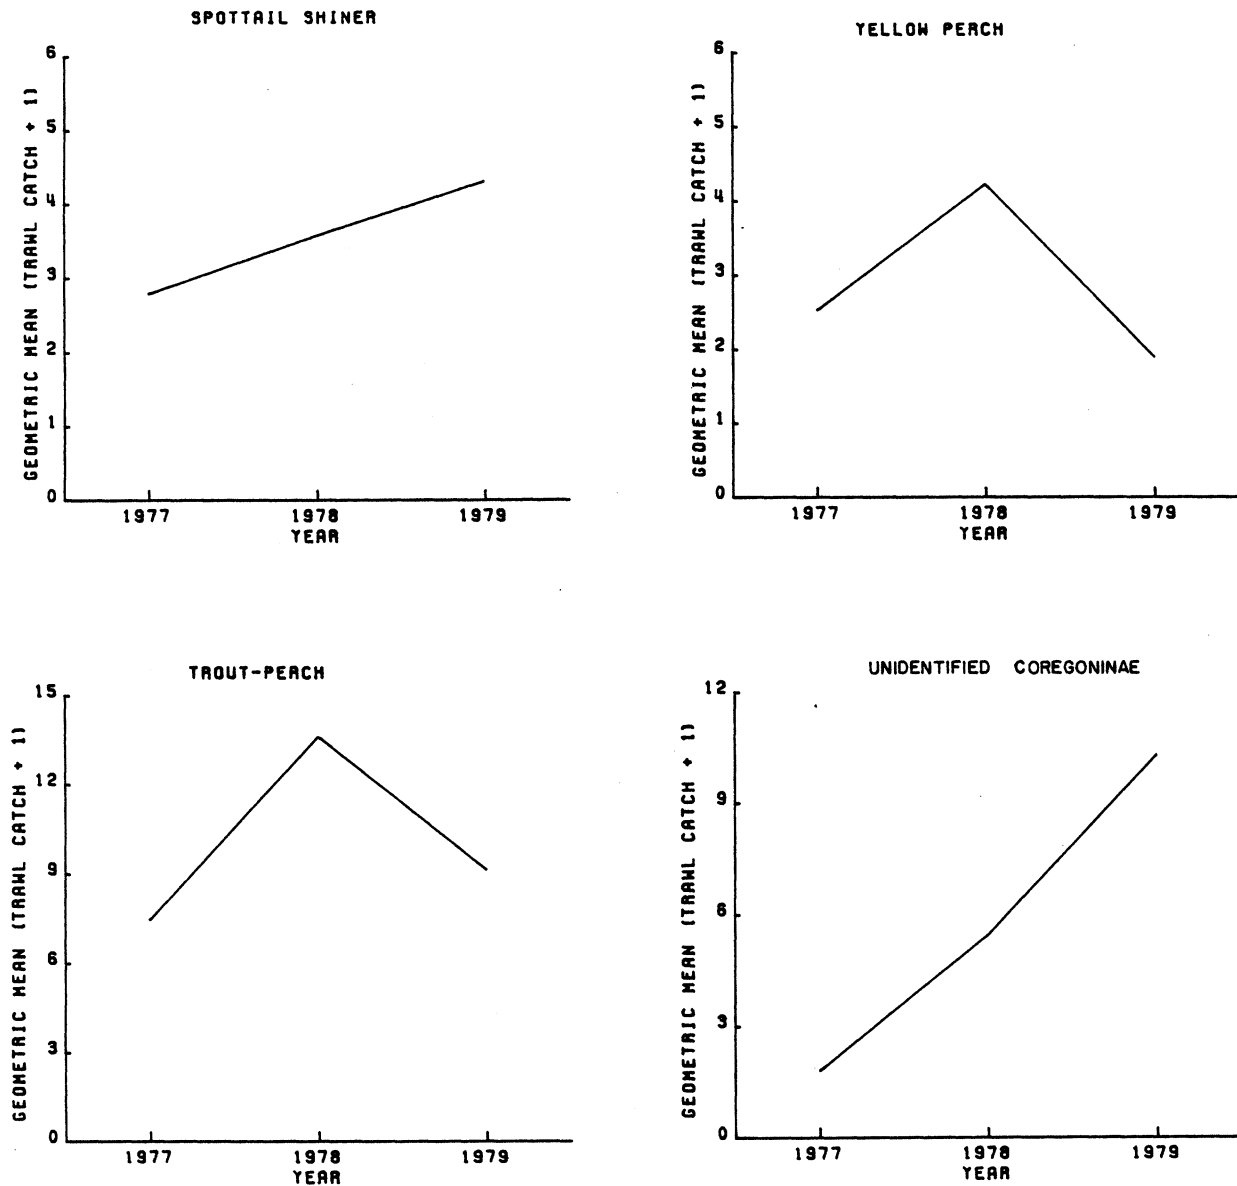 SPOTTAIL SHINER
GEOMETRIC MEAN (TRAWL CATCH + 1)
6
5
4
3
2
1
0
1977 1978 1979
YEAR
YELLOW PERCH
GEOMETRIC MEAN (TRAWL CATCH + 1)
6
5
4
3
2
1
0
1977 1978 1979
YEAR
TROUT-PERCH
GEOMETRIC MEAN (TRAWL CATCH + 1)
15
12
9
6
3
0
1977 1978 1979
YEAR
UNIDENTIFIED COREGONINAE
GEOMETRIC MEAN (TRAWL CATCH + 1)
12
9
6
3
0
1977 1978 1979
YEAR